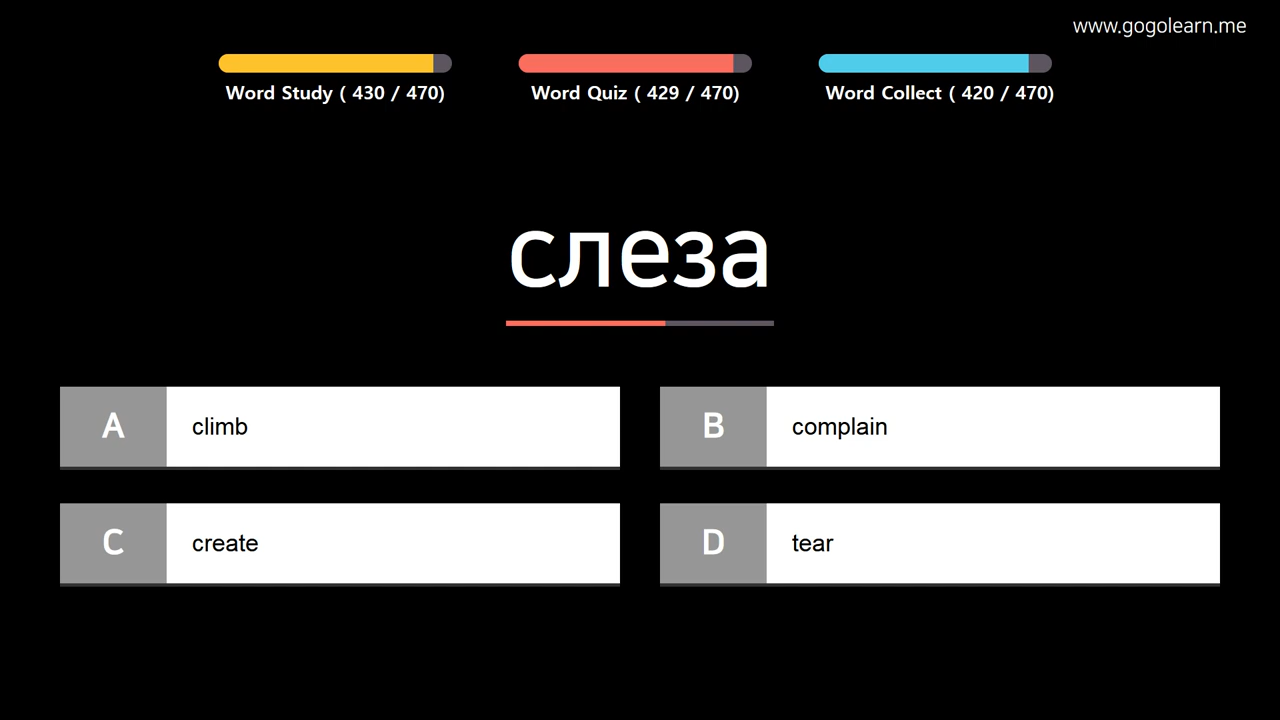 www.gogolearn.me
Word Study ( 430 / 470)
Word Quiz ( 429 / 470)
Word Collect ( 420 / 470)
слеза
A climb
B complain
C create
D tear